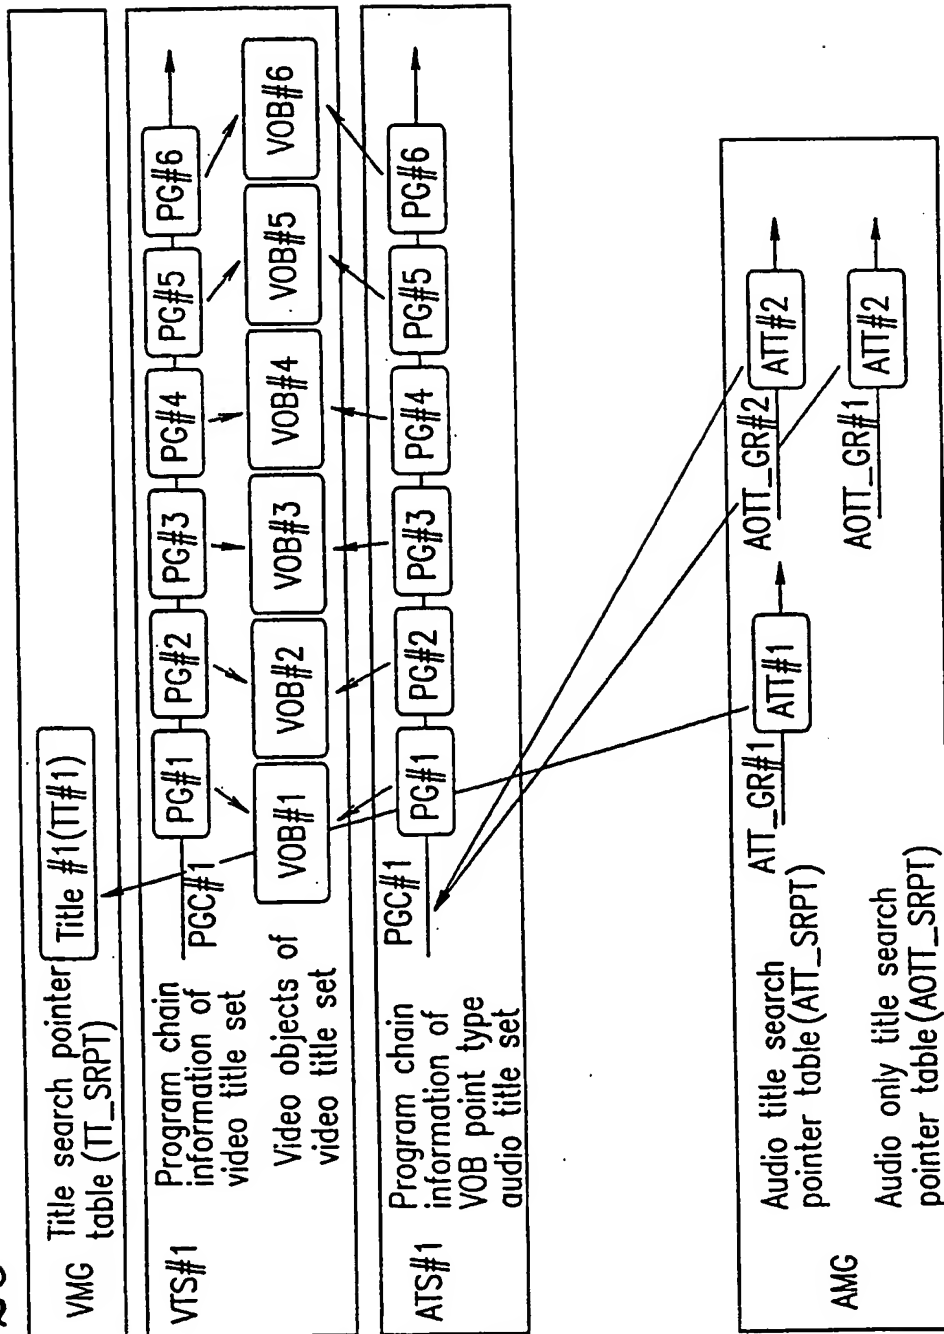 VMG
Title search pointer
table (TT_SRPT)
Title #1(TT#1)
VTS#1
Program chain
information of
video title set
PGC#1
PG#1
PG#2
PG#3
PG#4
PG#5
PG#6
Video objects of
video title set
VOB#1
VOB#2
VOB#3
VOB#4
VOB#5
VOB#6
ATS#1
Program chain
information of
VOB point type
audio title set
PGC#1
PG#1
PG#2
PG#3
PG#4
PG#5
PG#6
AMG
Audio title search
pointer table(ATT_SRPT)
ATT_GR#1
ATT#1
AOTT_GR#2
ATT#2
Audio only title search
pointer table(AOTT_SRPT)
AOTT_GR#1
ATT#2